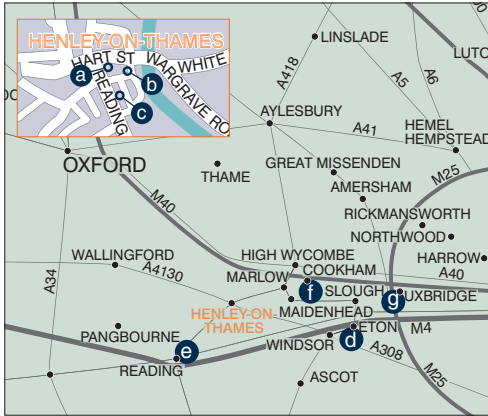 HENLEY-ON-THAMES
HART ST
WARGRAVE RO
WHITE
READING
a
b
c
LINSLADE
A418
A5
A6
LUTO
AYLESBURY
A41
HEMEL
HEMPSTEAD
OXFORD
THAME
GREAT MISSENDEN
M25
AMERSHAM
M40
RICKMANSWORTH
NORTHWOOD
A34
WALLINGFORD
A4130
HIGH WYCOMBE
HARROW
COOKHAM
A40
MARLOW
f
SLOUGH
g
UXBRIDGE
HENLEY-ON
THAMES
MAIDENHEAD
PANGBOURNE
ETON
M4
e
WINDSOR
d
A308
READING
ASCOT
M25